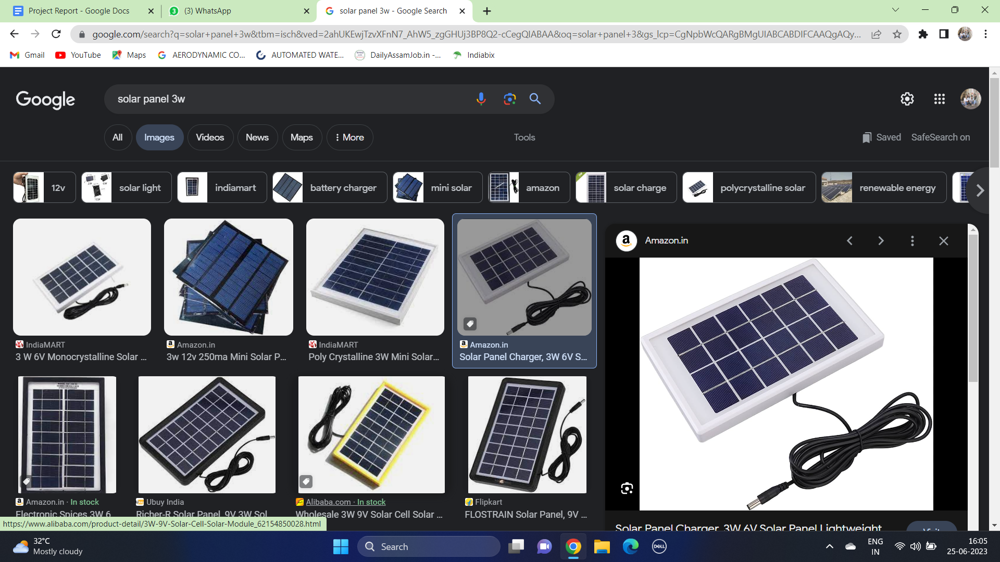 Project Report - Google Docs
3 (3) WhatsApp
solar panel 3w - Google Search
google.com/search?q=solar+panel+3w&tbm=isch&ved=2ahUKEwjTzvXFnN7_AhW5_zgGHUj3BP8Q2-cCegQIABAA&oq=solar+panel+3&gs_lcp=CgNpbWcQARgBMgUIABCABDIFCAAQgAQy...
Gmail YouTube Maps AERODYNAMIC CO... AUTOMATED WATE... DailyAssamJob.in -... Indiabix
Google
solar panel 3w
All Images Videos News Maps More Tools Saved SafeSearch on
12v solar light indiamart battery charger mini solar amazon solar charge polycrystalline solar renewable energy
Amazon.in
IndiaMART
3 W 6V Monocrystalline Solar ...
Amazon.in
3w 12v 250ma Mini Solar P...
IndiaMART
Poly Crystalline 3W Mini Solar...
Amazon.in
Solar Panel Charger, 3W 6V S...
Amazon.in · In stock
Electronic Spices 3W 6
Ubuy India
Richer-R Solar Panel, 9V 3W Sol
Alibaba.com · In stock
Wholesale 3W 9V Solar Cell Solar ...
Flipkart
FLOSTRAIN Solar Panel, 9V ...
Solar Panel Charger, 3W 6V Solar Panel Lightweight
Visit
https://www.alibaba.com/product-detail/3W-9V-Solar-Cell-Solar-Module_62154850028.html
32°C
Mostly cloudy
Search
DELL
ENG
IN
16:05
25-06-2023